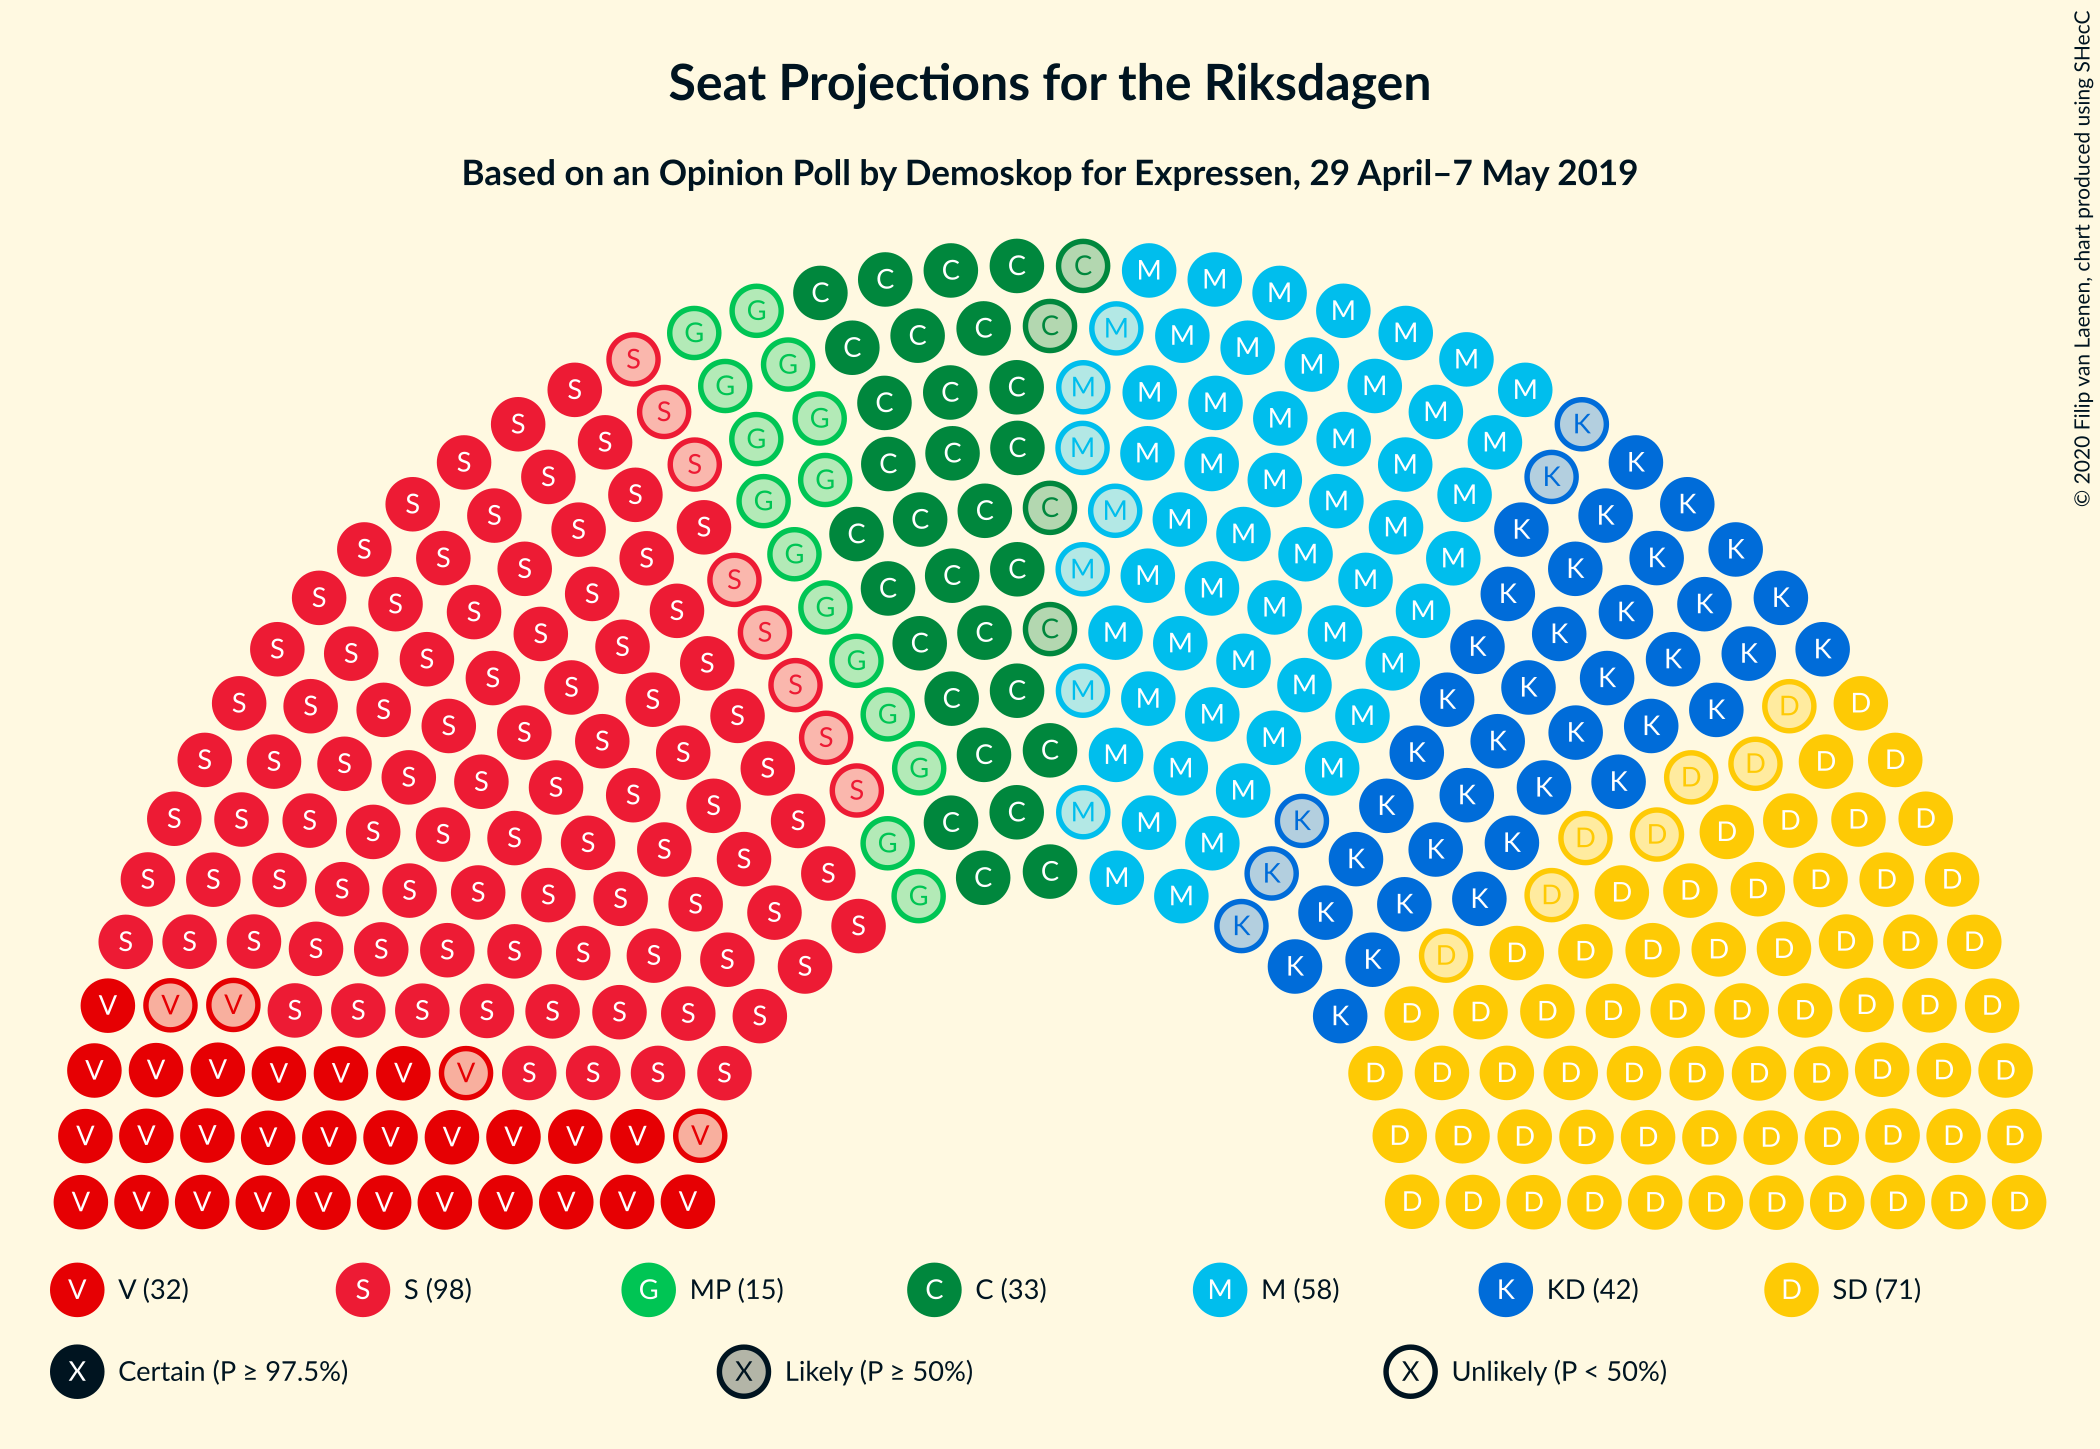 Seat Projections for the Riksdagen
Based on an Opinion Poll by Demoskop for Expressen, 29 April–7 May 2019
© 2020 Filip van Laenen, chart produced using SHecC
V V (32) S S (98) G MP (15) C C (33) M M (58) K KD (42) D SD (71)
X Certain (P ≥ 97.5%) X Likely (P ≥ 50%) X Unlikely (P < 50%)